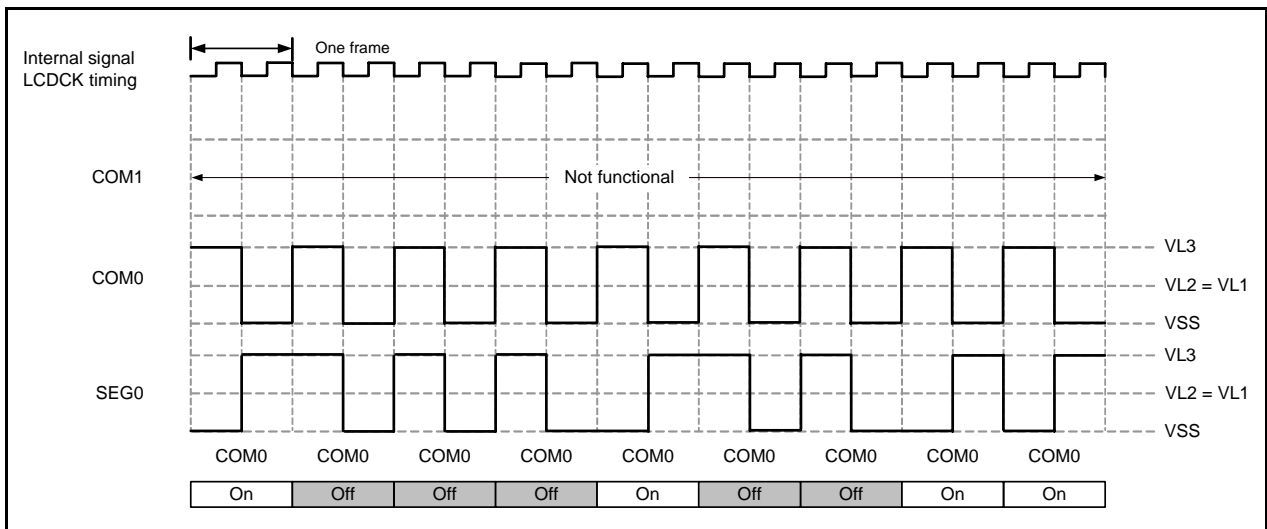 Internal signal
LCDCK timing
One frame
COM1
Not functional
COM0
VL3
VL2 = VL1
VSS
SEG0
VL3
VL2 = VL1
VSS
COM0 COM0 COM0 COM0 COM0 COM0 COM0 COM0 COM0
On Off Off Off On Off Off On On